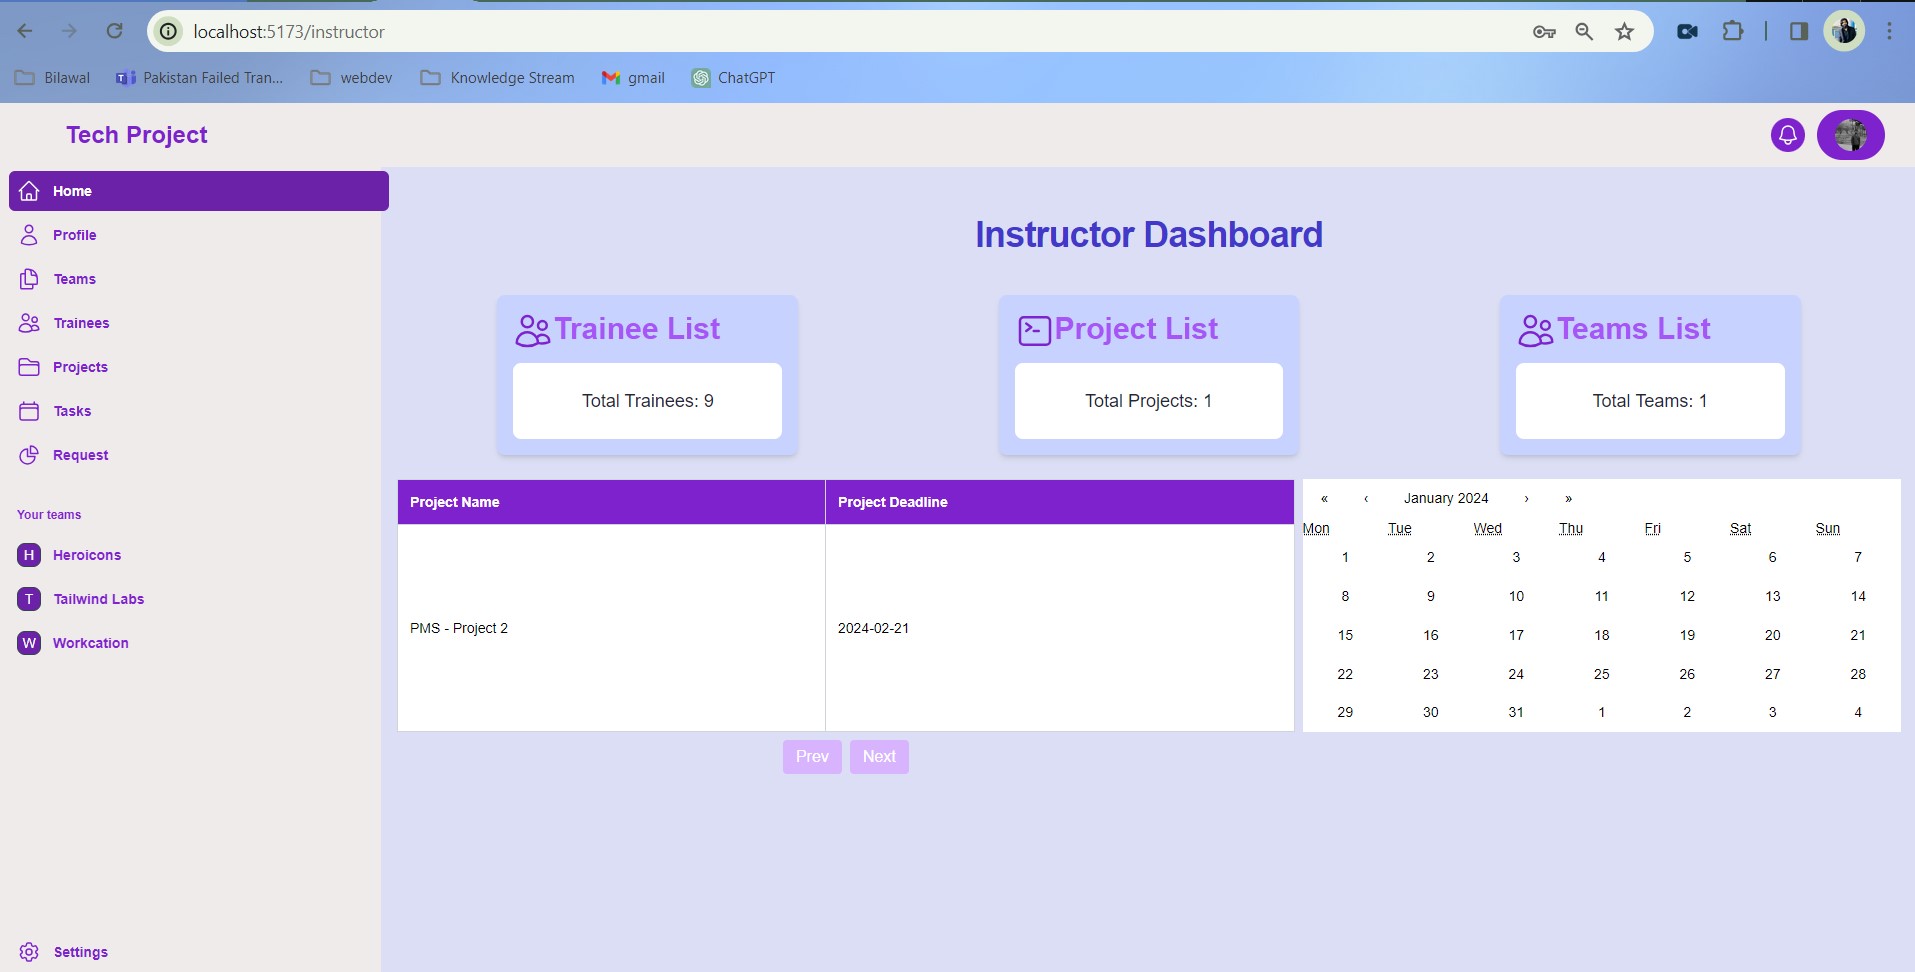 localhost:5173/instructor
Bilawal Pakistan Failed Tran... webdev Knowledge Stream gmail ChatGPT
Tech Project
Home
Profile
Teams
Trainees
Projects
Tasks
Request
Your teams
H Heroicons
T Tailwind Labs
W Workcation
Settings
Instructor Dashboard
Trainee List
Total Trainees: 9
Project List
Total Projects: 1
Teams List
Total Teams: 1
Project Name Project Deadline
PMS - Project 2 2024-02-21
Prev Next
« ‹ January 2024 › »
Mon Tue Wed Thu Fri Sat Sun
1 2 3 4 5 6 7
8 9 10 11 12 13 14
15 16 17 18 19 20 21
22 23 24 25 26 27 28
29 30 31 1 2 3 4